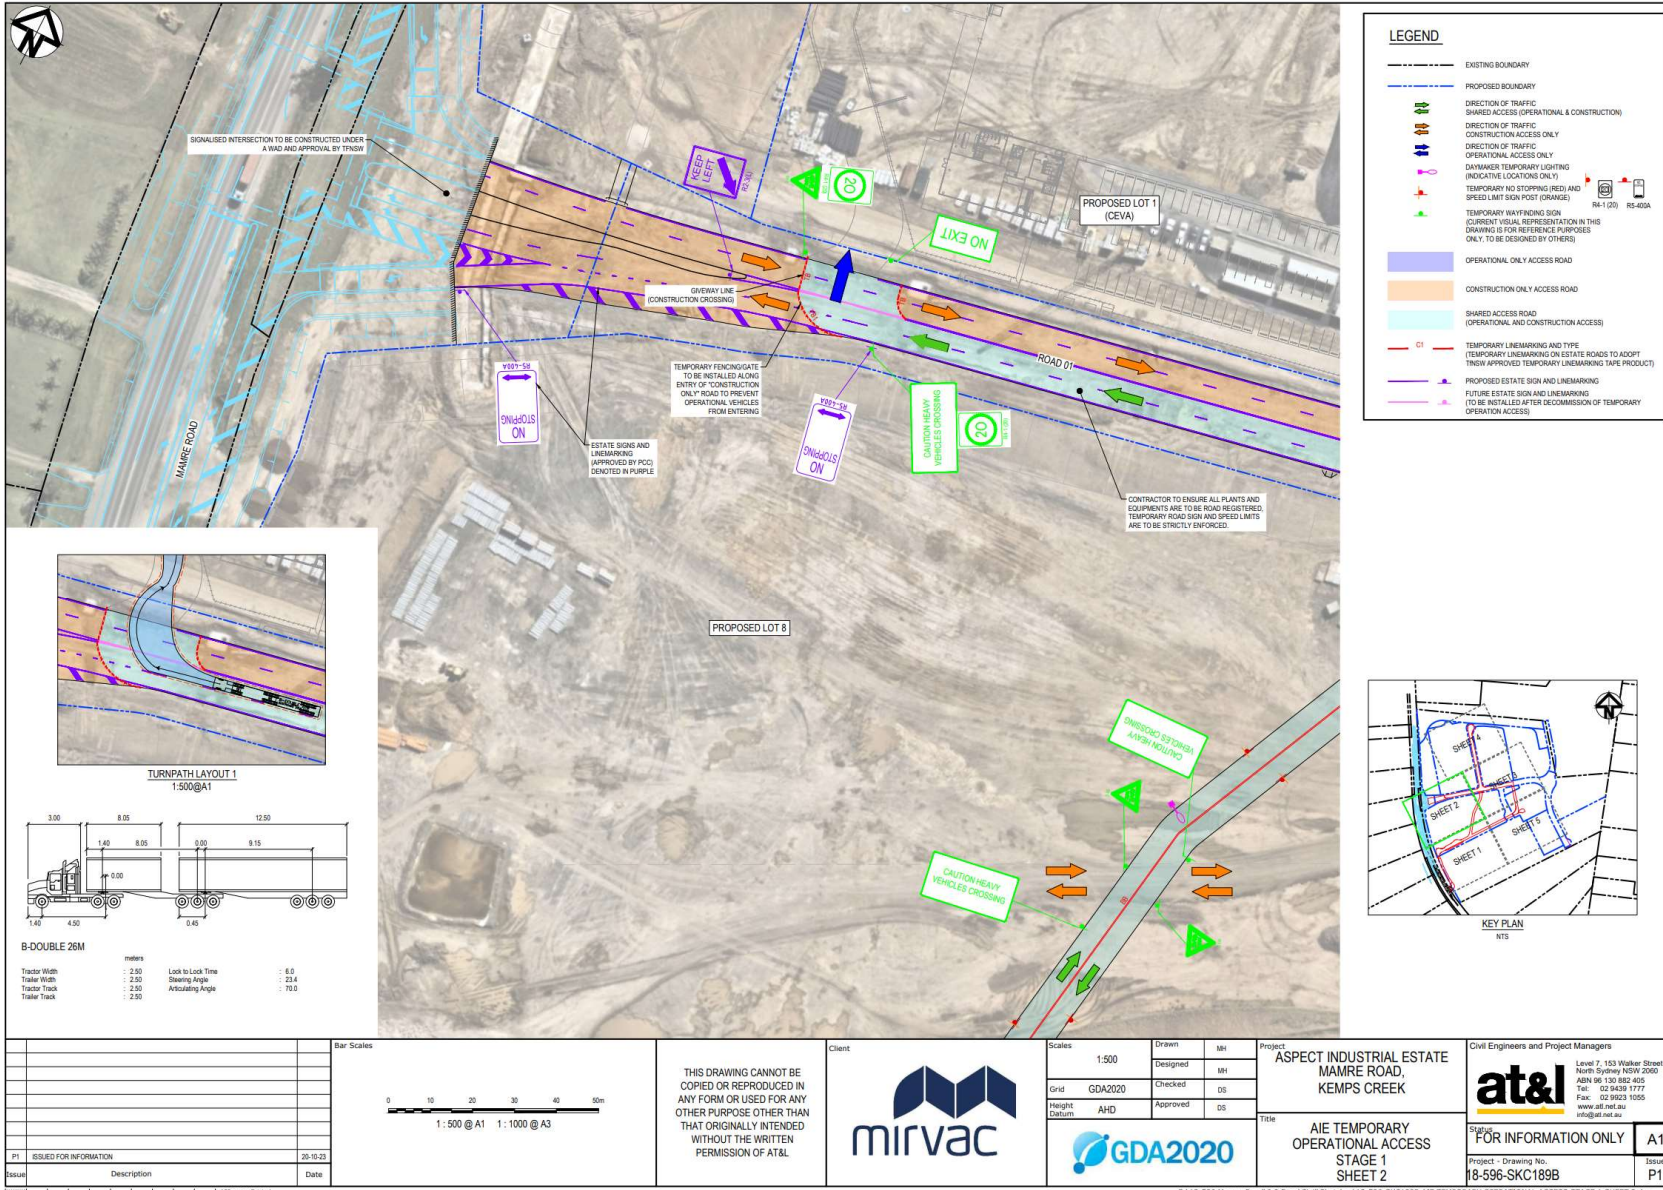 SIGNALISED INTERSECTION TO BE CONSTRUCTED UNDER
A WAD AND APPROVAL BY TFNSW
KEEP
LEFT
R2-3(L)
20
NO EXIT
PROPOSED LOT 1
(CEVA)
GIVEWAY LINE
(CONSTRUCTION CROSSING)
ROAD 01
TEMPORARY FENCING/GATE
TO BE INSTALLED ALONG
ENTRY OF "CONSTRUCTION
ONLY" ROAD TO PREVENT
OPERATIONAL VEHICLES
FROM ENTERING
R5-400A
NO
STOPPING
R5-400A
NO
STOPPING
CAUTION HEAVY
VEHICLES CROSSING
20
MAMRE ROAD
ESTATE SIGNS AND
LINEMARKING
(APPROVED BY PCC)
DENOTED IN PURPLE
CONTRACTOR TO ENSURE ALL PLANTS AND
EQUIPMENTS ARE TO BE ROAD REGISTERED,
TEMPORARY ROAD SIGN AND SPEED LIMITS
ARE TO BE STRICTLY ENFORCED.
PROPOSED LOT 8
CAUTION HEAVY
VEHICLES CROSSING
CAUTION HEAVY
VEHICLES CROSSING
LEGEND
EXISTING BOUNDARY
PROPOSED BOUNDARY
DIRECTION OF TRAFFIC
SHARED ACCESS (OPERATIONAL & CONSTRUCTION)
DIRECTION OF TRAFFIC
CONSTRUCTION ACCESS ONLY
DIRECTION OF TRAFFIC
OPERATIONAL ACCESS ONLY
DAYMAKER TEMPORARY LIGHTING
(INDICATIVE LOCATIONS ONLY)
TEMPORARY NO STOPPING (RED) AND
SPEED LIMIT SIGN POST (ORANGE)
R4-1 (20) R5-400A
TEMPORARY WAYFINDING SIGN
(CURRENT VISUAL REPRESENTATION IN THIS
DRAWING IS FOR REFERENCE PURPOSES
ONLY, TO BE DESIGNED BY OTHERS)
OPERATIONAL ONLY ACCESS ROAD
CONSTRUCTION ONLY ACCESS ROAD
SHARED ACCESS ROAD
(OPERATIONAL AND CONSTRUCTION ACCESS)
C1 TEMPORARY LINEMARKING AND TYPE
(TEMPORARY LINEMARKING ON ESTATE ROADS TO ADOPT
TfNSW APPROVED TEMPORARY LINEMARKING TAPE PRODUCT)
PROPOSED ESTATE SIGN AND LINEMARKING
FUTURE ESTATE SIGN AND LINEMARKING
(TO BE INSTALLED AFTER DECOMMISSION OF TEMPORARY
OPERATION ACCESS)
TURNPATH LAYOUT 1
1:500@A1
3.00 8.05 12.50
1.40 8.05 0.00 9.15
0.00
1.40 4.50 0.45
B-DOUBLE 26M
meters
Tractor Width : 2.50 Lock to Lock Time : 6.0
Trailer Width : 2.50 Steering Angle : 23.4
Tractor Track : 2.50 Articulating Angle : 70.0
Trailer Track : 2.50
N
SHEET 4
SHEET 3
SHEET 2
SHEET 5
SHEET 1
KEY PLAN
NTS
P1 ISSUED FOR INFORMATION 20-10-23
Issue Description Date
Bar Scales
0 10 20 30 40 50m
1 : 500 @ A1 1 : 1000 @ A3
THIS DRAWING CANNOT BE
COPIED OR REPRODUCED IN
ANY FORM OR USED FOR ANY
OTHER PURPOSE OTHER THAN
THAT ORIGINALLY INTENDED
WITHOUT THE WRITTEN
PERMISSION OF AT&L
Client
mirvac
Scales 1:500
Grid GDA2020
Height
Datum AHD
Drawn MH
Designed MH
Checked DS
Approved DS
GDA2020
Project
ASPECT INDUSTRIAL ESTATE
MAMRE ROAD,
KEMPS CREEK
Title
AIE TEMPORARY
OPERATIONAL ACCESS
STAGE 1
SHEET 2
Civil Engineers and Project Managers
at&l
Level 7, 153 Walker Street
North Sydney NSW 2060
ABN 96 130 882 405
Tel: 02 9439 1777
Fax: 02 9923 1055
www.atl.net.au
info@atl.net.au
Status
FOR INFORMATION ONLY
A1
Project - Drawing No.
18-596-SKC189B
Issue
P1